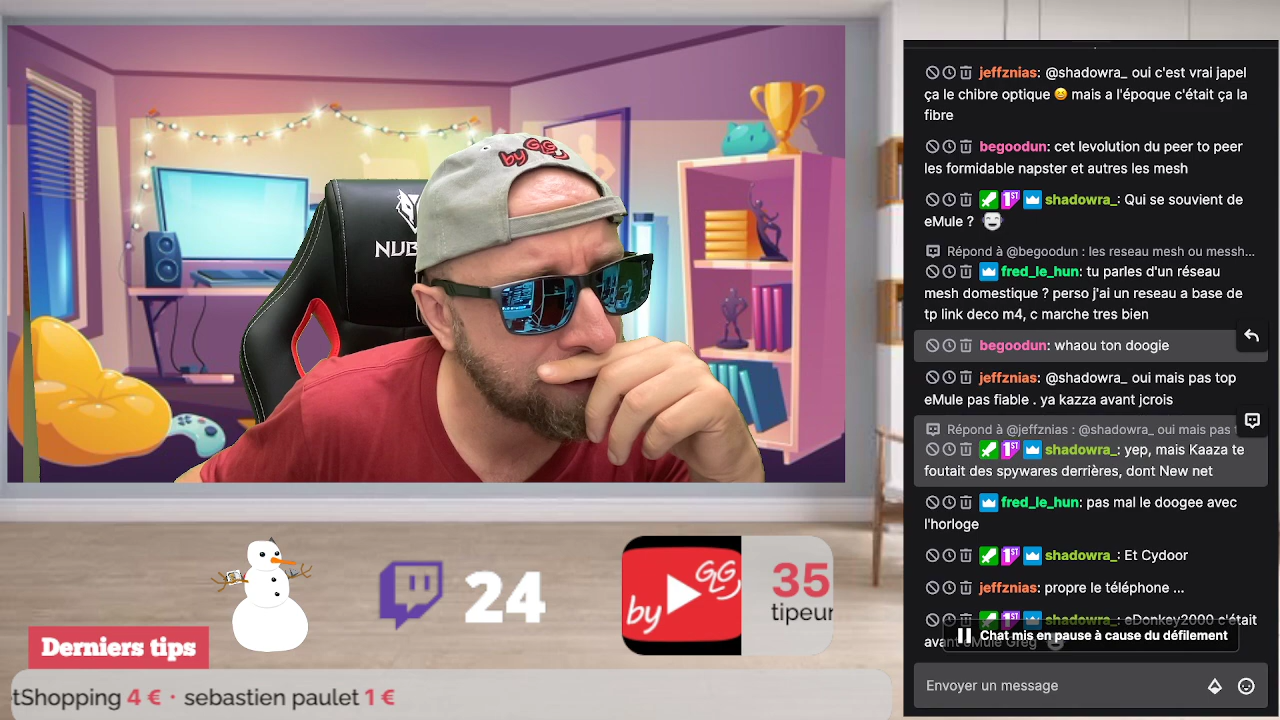 by GG
NUB
jeffznias: @shadowra_ oui c'est vrai japel
ça le chibre optique 😄 mais a l'époque c'était ça la
fibre
begoodun: cet levolution du peer to peer
les formidable napster et autres les mesh
1ST shadowra_: Qui se souvient de
eMule ?
Répond à @begoodun : les reseau mesh ou messh...
fred_le_hun: tu parles d'un réseau
mesh domestique ? perso j'ai un reseau a base de
tp link deco m4, c marche tres bien
begoodun: whaou ton doogie
jeffznias: @shadowra_ oui mais pas top
eMule pas fiable . ya kazza avant jcrois
Répond à @jeffznias : @shadowra_ oui mais pas
1ST shadowra_: yep, mais Kaaza te
foutait des spywares derrières, dont New net
fred_le_hun: pas mal le doogee avec
l'horloge
1ST shadowra_: Et Cydoor
jeffznias: propre le téléphone ...
1ST shadowra_: eDonkey2000 c'était
avant eMule Greg
Chat mis en pause à cause du défilement
Envoyer un message
24
by GG
35
tipeur
Derniers tips
tShopping 4 € · sebastien paulet 1 €